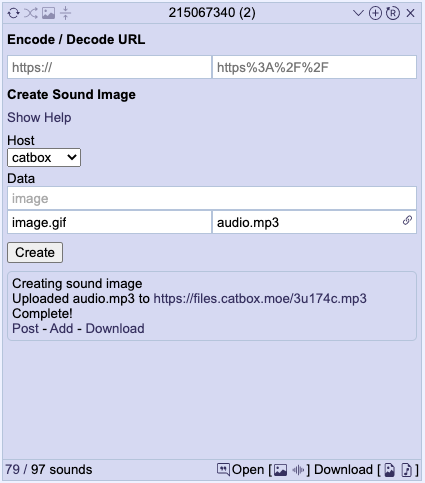 215067340 (2)
Encode / Decode URL
https://
https%3A%2F%2F
Create Sound Image
Show Help
Host
catbox
Data
image
image.gif
audio.mp3
Create
Creating sound image
Uploaded audio.mp3 to https://files.catbox.moe/3u174c.mp3
Complete!
Post - Add - Download
79 / 97 sounds
Open [ ] Download [ ]